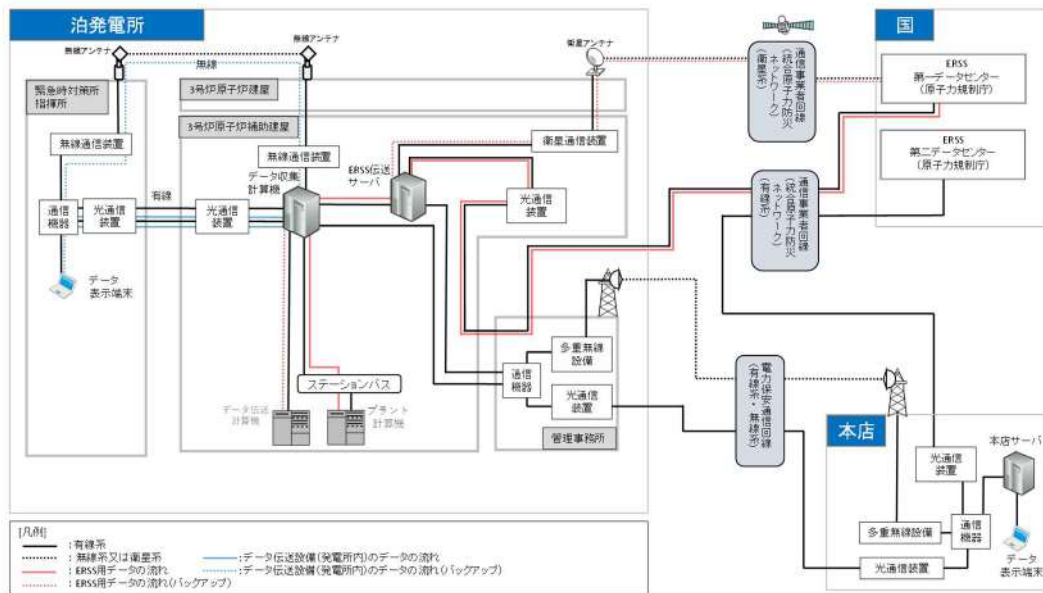 泊発電所
無線アンテナ
無線アンテナ
無線
衛星アンテナ
緊急時対策所
指揮所
3号炉原子炉建屋
3号炉原子炉補助建屋
無線通信装置
無線通信装置
衛星通信装置
データ収集
計算機
ERSS伝送
サーバ
有線
通信
機器
光通信
装置
光通信
装置
光通信
装置
データ
表示端末
ステーションバス
データ伝送
計算機
プラント
計算機
通信
機器
多重無線
設備
光通信
装置
管理事務所
通信事業者回線
(統合原子力防災
ネットワーク)
(衛星系)
通信事業者回線
(統合原子力防災
ネットワーク)
(有線系)
電力保安通信回線
(有線系・無線系)
国
ERSS
第一データセンター
(原子力規制庁)
ERSS
第二データセンター
(原子力規制庁)
本店
本店サーバ
光通信
装置
多重無線設備
通信
機器
光通信装置
データ
表示端末
[凡例]
:有線系
:無線系又は衛星系
:ERSS用データの流れ
:ERSS用データの流れ(バックアップ)
:データ伝送設備(発電所内)のデータの流れ
:データ伝送設備(発電所内)のデータの流れ(バックアップ)